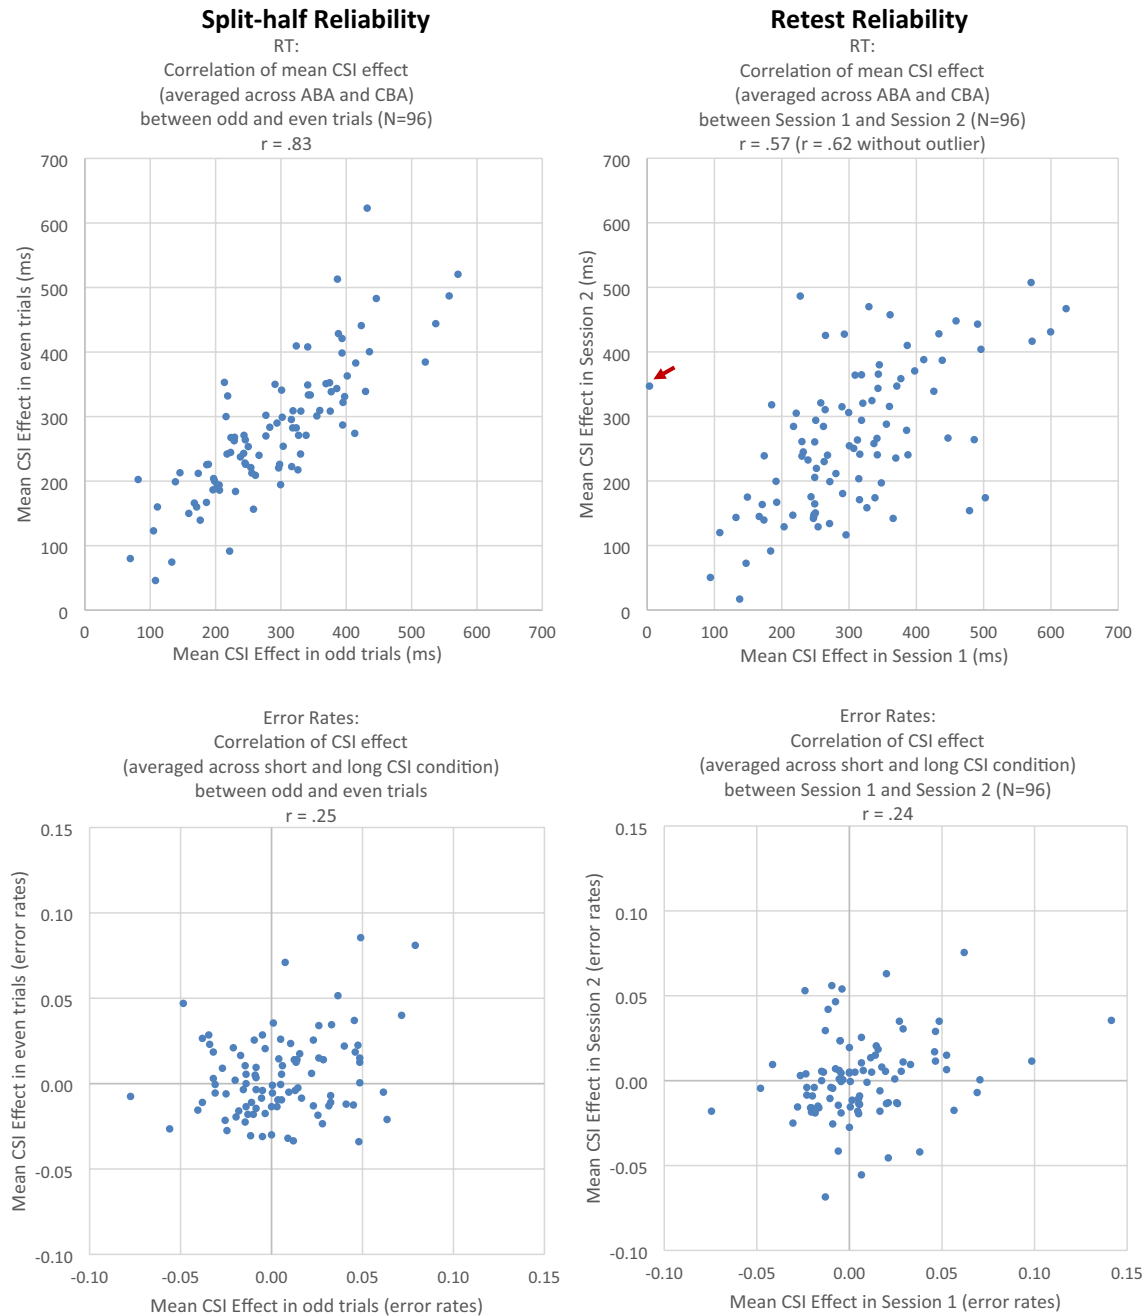 Split-half Reliability
RT:
Correlation of mean CSI effect
(averaged across ABA and CBA)
between odd and even trials (N=96)
r = .83
700
600
500
400
300
200
100
0
0 100 200 300 400 500 600 700
Mean CSI Effect in even trials (ms)
Mean CSI Effect in odd trials (ms)
Retest Reliability
RT:
Correlation of mean CSI effect
(averaged across ABA and CBA)
between Session 1 and Session 2 (N=96)
r = .57 (r = .62 without outlier)
700
600
500
400
300
200
100
0
0 100 200 300 400 500 600 700
Mean CSI Effect in Session 2 (ms)
Mean CSI Effect in Session 1 (ms)
Error Rates:
Correlation of CSI effect
(averaged across short and long CSI condition)
between odd and even trials
r = .25
0.15
0.10
0.05
0.00
-0.05
-0.10
-0.10 -0.05 0.00 0.05 0.10 0.15
Mean CSI Effect in even trials (error rates)
Mean CSI Effect in odd trials (error rates)
Error Rates:
Correlation of CSI effect
(averaged across short and long CSI condition)
between Session 1 and Session 2 (N=96)
r = .24
0.15
0.10
0.05
0.00
-0.05
-0.10
-0.10 -0.05 0.00 0.05 0.10 0.15
Mean CSI Effect in Session 2 (error rates)
Mean CSI Effect in Session 1 (error rates)